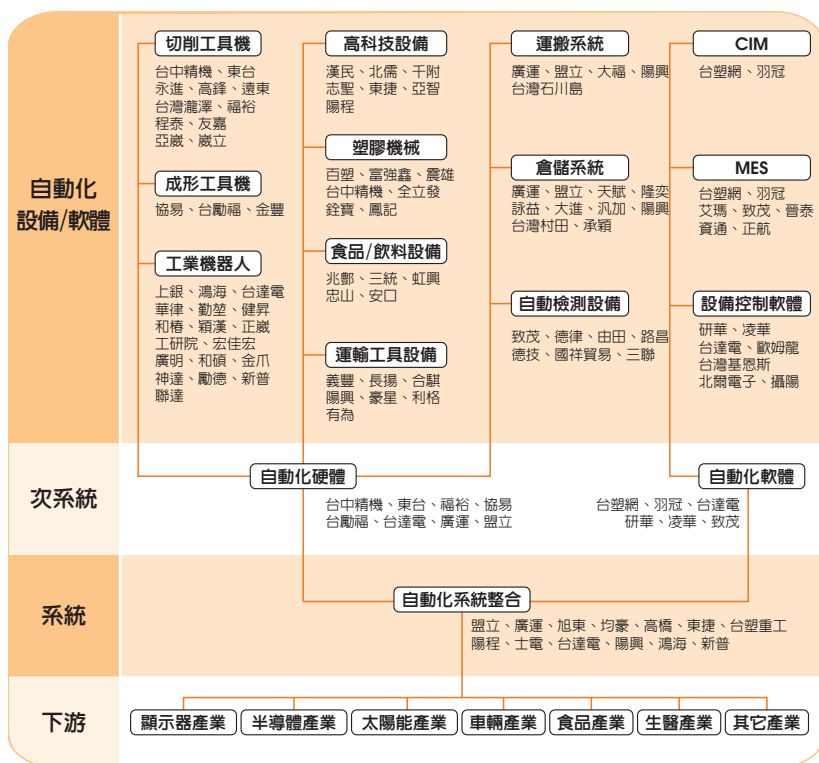 自動化
設備/軟體
切削工具機
台中精機、東台
永進、高鋒、遠東
台灣瀧澤、福裕
程泰、友嘉
亞崴、崴立
成形工具機
協易、台勵福、金豐
工業機器人
上銀、鴻海、台達電
華律、勤堃、健昇
和椿、穎漢、正崴
工研院、宏佳宏
廣明、和碩、金爪
神達、勵德、新普
聯達
高科技設備
漢民、北儒、千附
志聖、東捷、亞智
陽程
塑膠機械
百塑、富強鑫、震雄
台中精機、全立發
銓寶、鳳記
食品/飲料設備
兆酆、三統、虹興
忠山、安口
運輸工具設備
義豐、長揚、合騏
陽興、豪星、利格
有為
運搬系統
廣運、盟立、大福、陽興
台灣石川島
倉儲系統
廣運、盟立、天賦、隆奕
詠益、大進、汎加、陽興
台灣村田、承穎
自動檢測設備
致茂、德律、由田、路昌
德技、國祥貿易、三聯
CIM
台塑網、羽冠
MES
台塑網、羽冠
艾瑪、致茂、晉泰
資通、正航
設備控制軟體
研華、凌華
台達電、歐姆龍
台灣基恩斯
北爾電子、攝陽
次系統
自動化硬體
台中精機、東台、福裕、協易
台勵福、台達電、廣運、盟立
自動化軟體
台塑網、羽冠、台達電
研華、凌華、致茂
系統
自動化系統整合
盟立、廣運、旭東、均豪、高橋、東捷、台塑重工
陽程、士電、台達電、陽興、鴻海、新普
下游
顯示器產業
半導體產業
太陽能產業
車輛產業
食品產業
生醫產業
其它產業